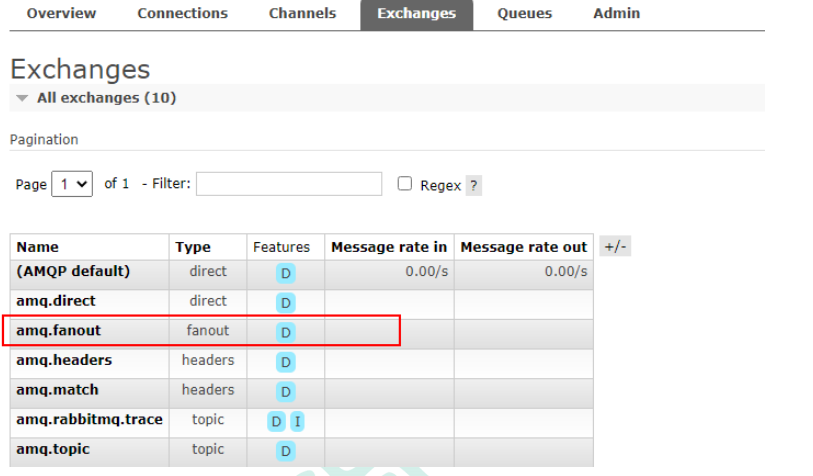 Overview Connections Channels Exchanges Queues Admin
Exchanges
All exchanges (10)
Pagination
Page 1 of 1 - Filter: Regex ?
Name Type Features Message rate in Message rate out +/-
(AMQP default) direct D 0.00/s 0.00/s
amq.direct direct D
amq.fanout fanout D
amq.headers headers D
amq.match headers D
amq.rabbitmq.trace topic D I
amq.topic topic D